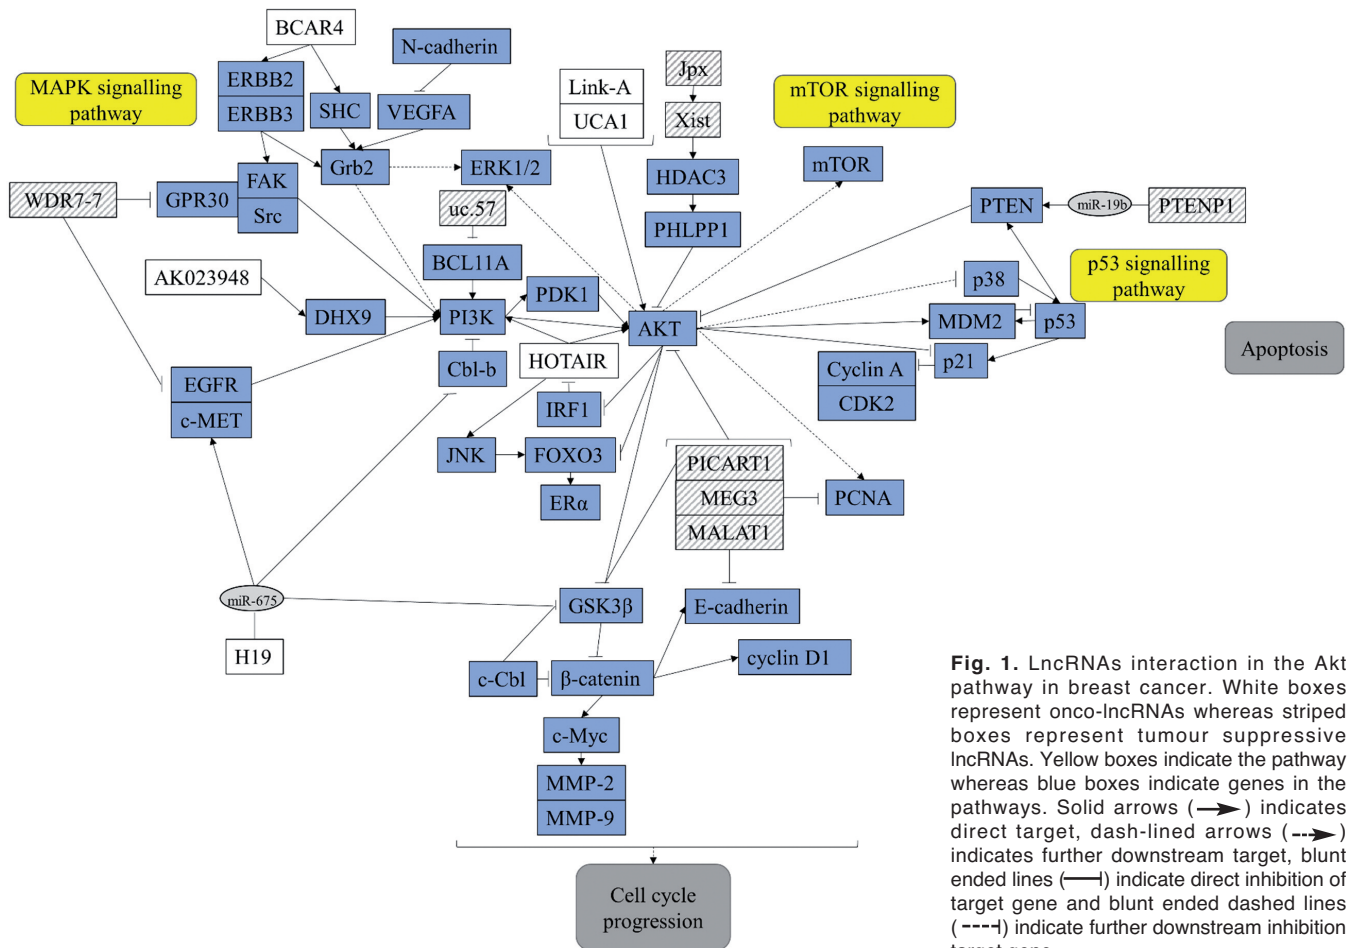 BCAR4
N-cadherin
MAPK signalling
pathway
ERBB2
ERBB3
SHC
VEGFA
Link-A
UCA1
Jpx
Xist
mTOR signalling
pathway
Grb2
ERK1/2
HDAC3
mTOR
WDR7-7
GPR30
FAK
Src
uc.57
PHLPP1
PTEN
miR-19b
PTENP1
BCL11A
AK023948
DHX9
PI3K
PDK1
AKT
p38
p53 signalling
pathway
MDM2
p53
Apoptosis
Cbl-b
HOTAIR
p21
Cyclin A
CDK2
EGFR
c-MET
IRF1
JNK
FOXO3
ERα
PICART1
MEG3
MALAT1
PCNA
miR-675
GSK3β
E-cadherin
H19
c-Cbl
β-catenin
cyclin D1
c-Myc
MMP-2
MMP-9
Cell cycle
progression
Fig. 1. LncRNAs interaction in the Akt
pathway in breast cancer. White boxes
represent onco-lncRNAs whereas striped
boxes represent tumour suppressive
lncRNAs. Yellow boxes indicate the pathway
whereas blue boxes indicate genes in the
pathways. Solid arrows ( ) indicates
direct target, dash-lined arrows ( )
indicates further downstream target, blunt
ended lines ( ) indicate direct inhibition of
target gene and blunt ended dashed lines
( ) indicate further downstream inhibition